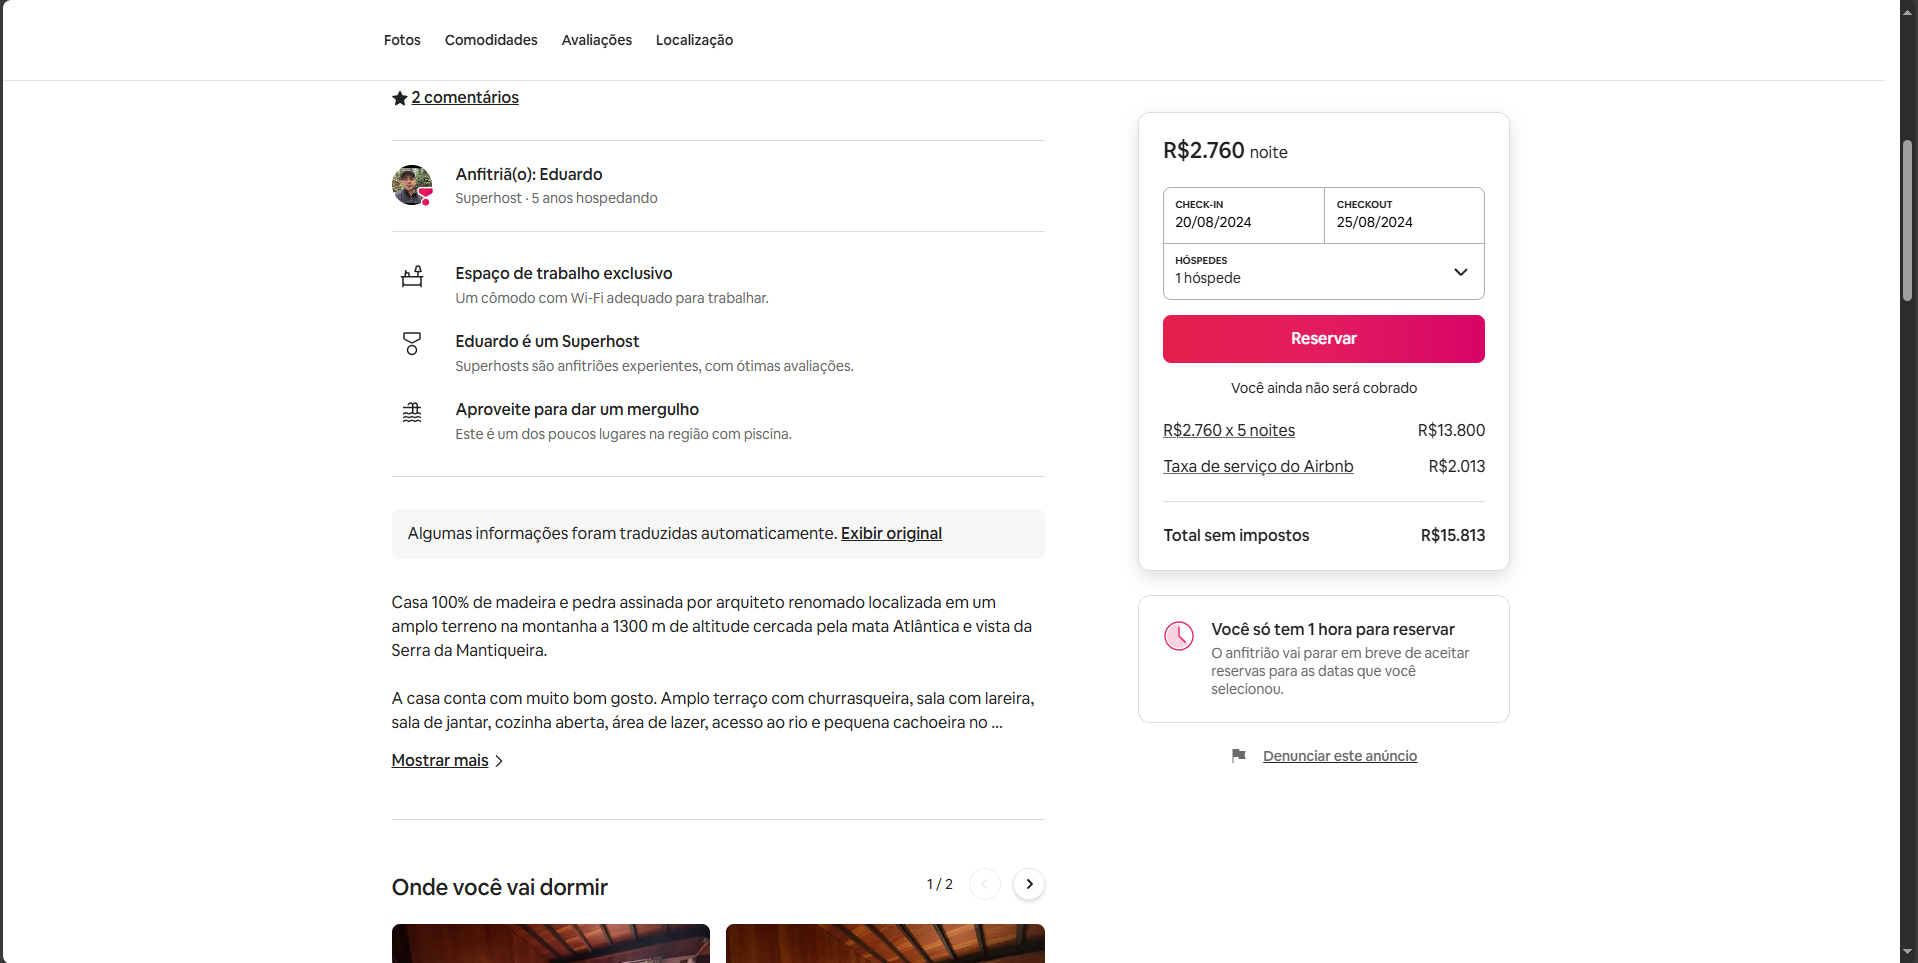 Fotos Comodidades Avaliações Localização
2 comentários
Anfitriã(o): Eduardo
Superhost · 5 anos hospedando
Espaço de trabalho exclusivo
Um cômodo com Wi-Fi adequado para trabalhar.
Eduardo é um Superhost
Superhosts são anfitriões experientes, com ótimas avaliações.
Aproveite para dar um mergulho
Este é um dos poucos lugares na região com piscina.
Algumas informações foram traduzidas automaticamente. Exibir original
Casa 100% de madeira e pedra assinada por arquiteto renomado localizada em um
amplo terreno na montanha a 1300 m de altitude cercada pela mata Atlântica e vista da
Serra da Mantiqueira.
A casa conta com muito bom gosto. Amplo terraço com churrasqueira, sala com lareira,
sala de jantar, cozinha aberta, área de lazer, acesso ao rio e pequena cachoeira no ...
Mostrar mais
Onde você vai dormir
1 / 2
R$2.760 noite
CHECK-IN
20/08/2024
CHECKOUT
25/08/2024
HÓSPEDES
1 hóspede
Reservar
Você ainda não será cobrado
R$2.760 x 5 noites R$13.800
Taxa de serviço do Airbnb R$2.013
Total sem impostos R$15.813
Você só tem 1 hora para reservar
O anfitrião vai parar em breve de aceitar
reservas para as datas que você
selecionou.
Denunciar este anúncio